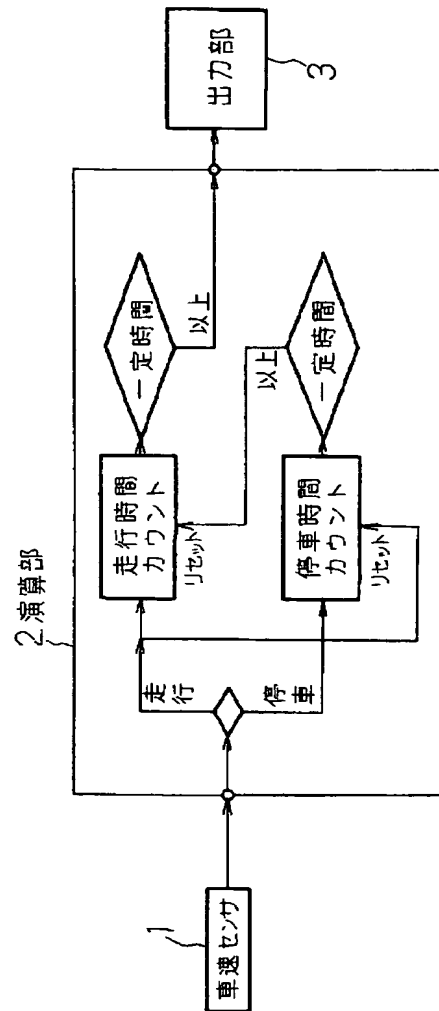 1
車速センサ
2 演算部
走行
停車
走行時間
カウント
リセット
一定時間
以上
停車時間
カウント
リセット
一定時間
以上
出力部
3